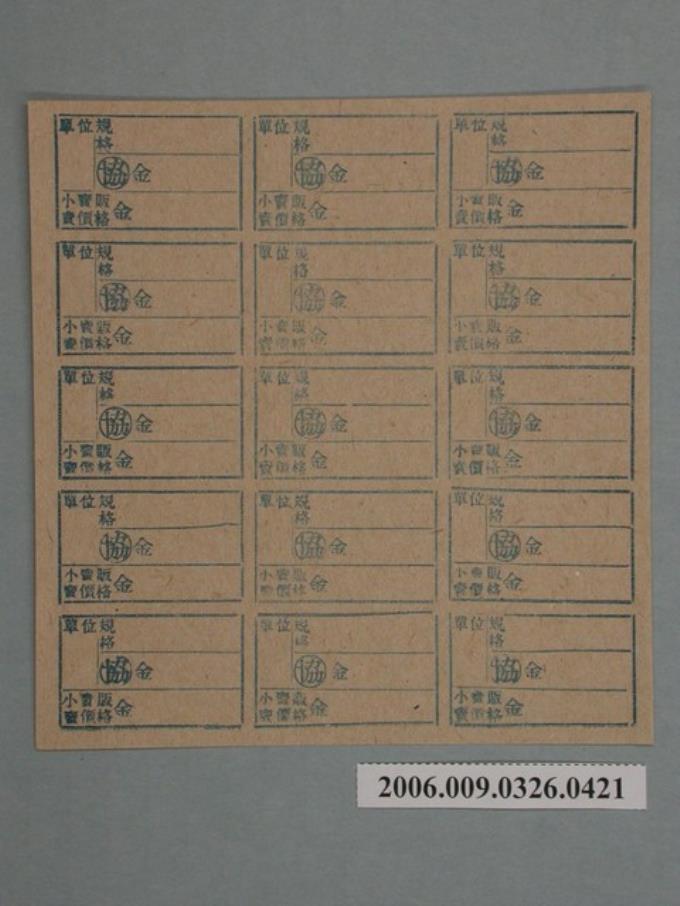 單位規
格
協 金
小賣販
賣價格 金
單位規
格
協 金
小賣販
賣價格 金
單位規
格
協 金
小賣販
賣價格 金
單位規
格
協 金
小賣販
賣價格 金
單位規
格
協 金
小賣販
賣價格 金
單位規
格
協 金
小賣販
賣價格 金
單位規
格
協 金
小賣販
賣價格 金
單位規
格
協 金
小賣販
賣價格 金
單位規
格
協 金
小賣販
賣價格 金
單位規
格
協 金
小賣販
賣價格 金
單位規
格
協 金
小賣販
賣價格 金
單位規
格
協 金
小賣販
賣價格 金
單位規
格
協 金
小賣販
賣價格 金
單位規
格
協 金
小賣販
賣價格 金
單位規
格
協 金
小賣販
賣價格 金
2006.009.0326.0421